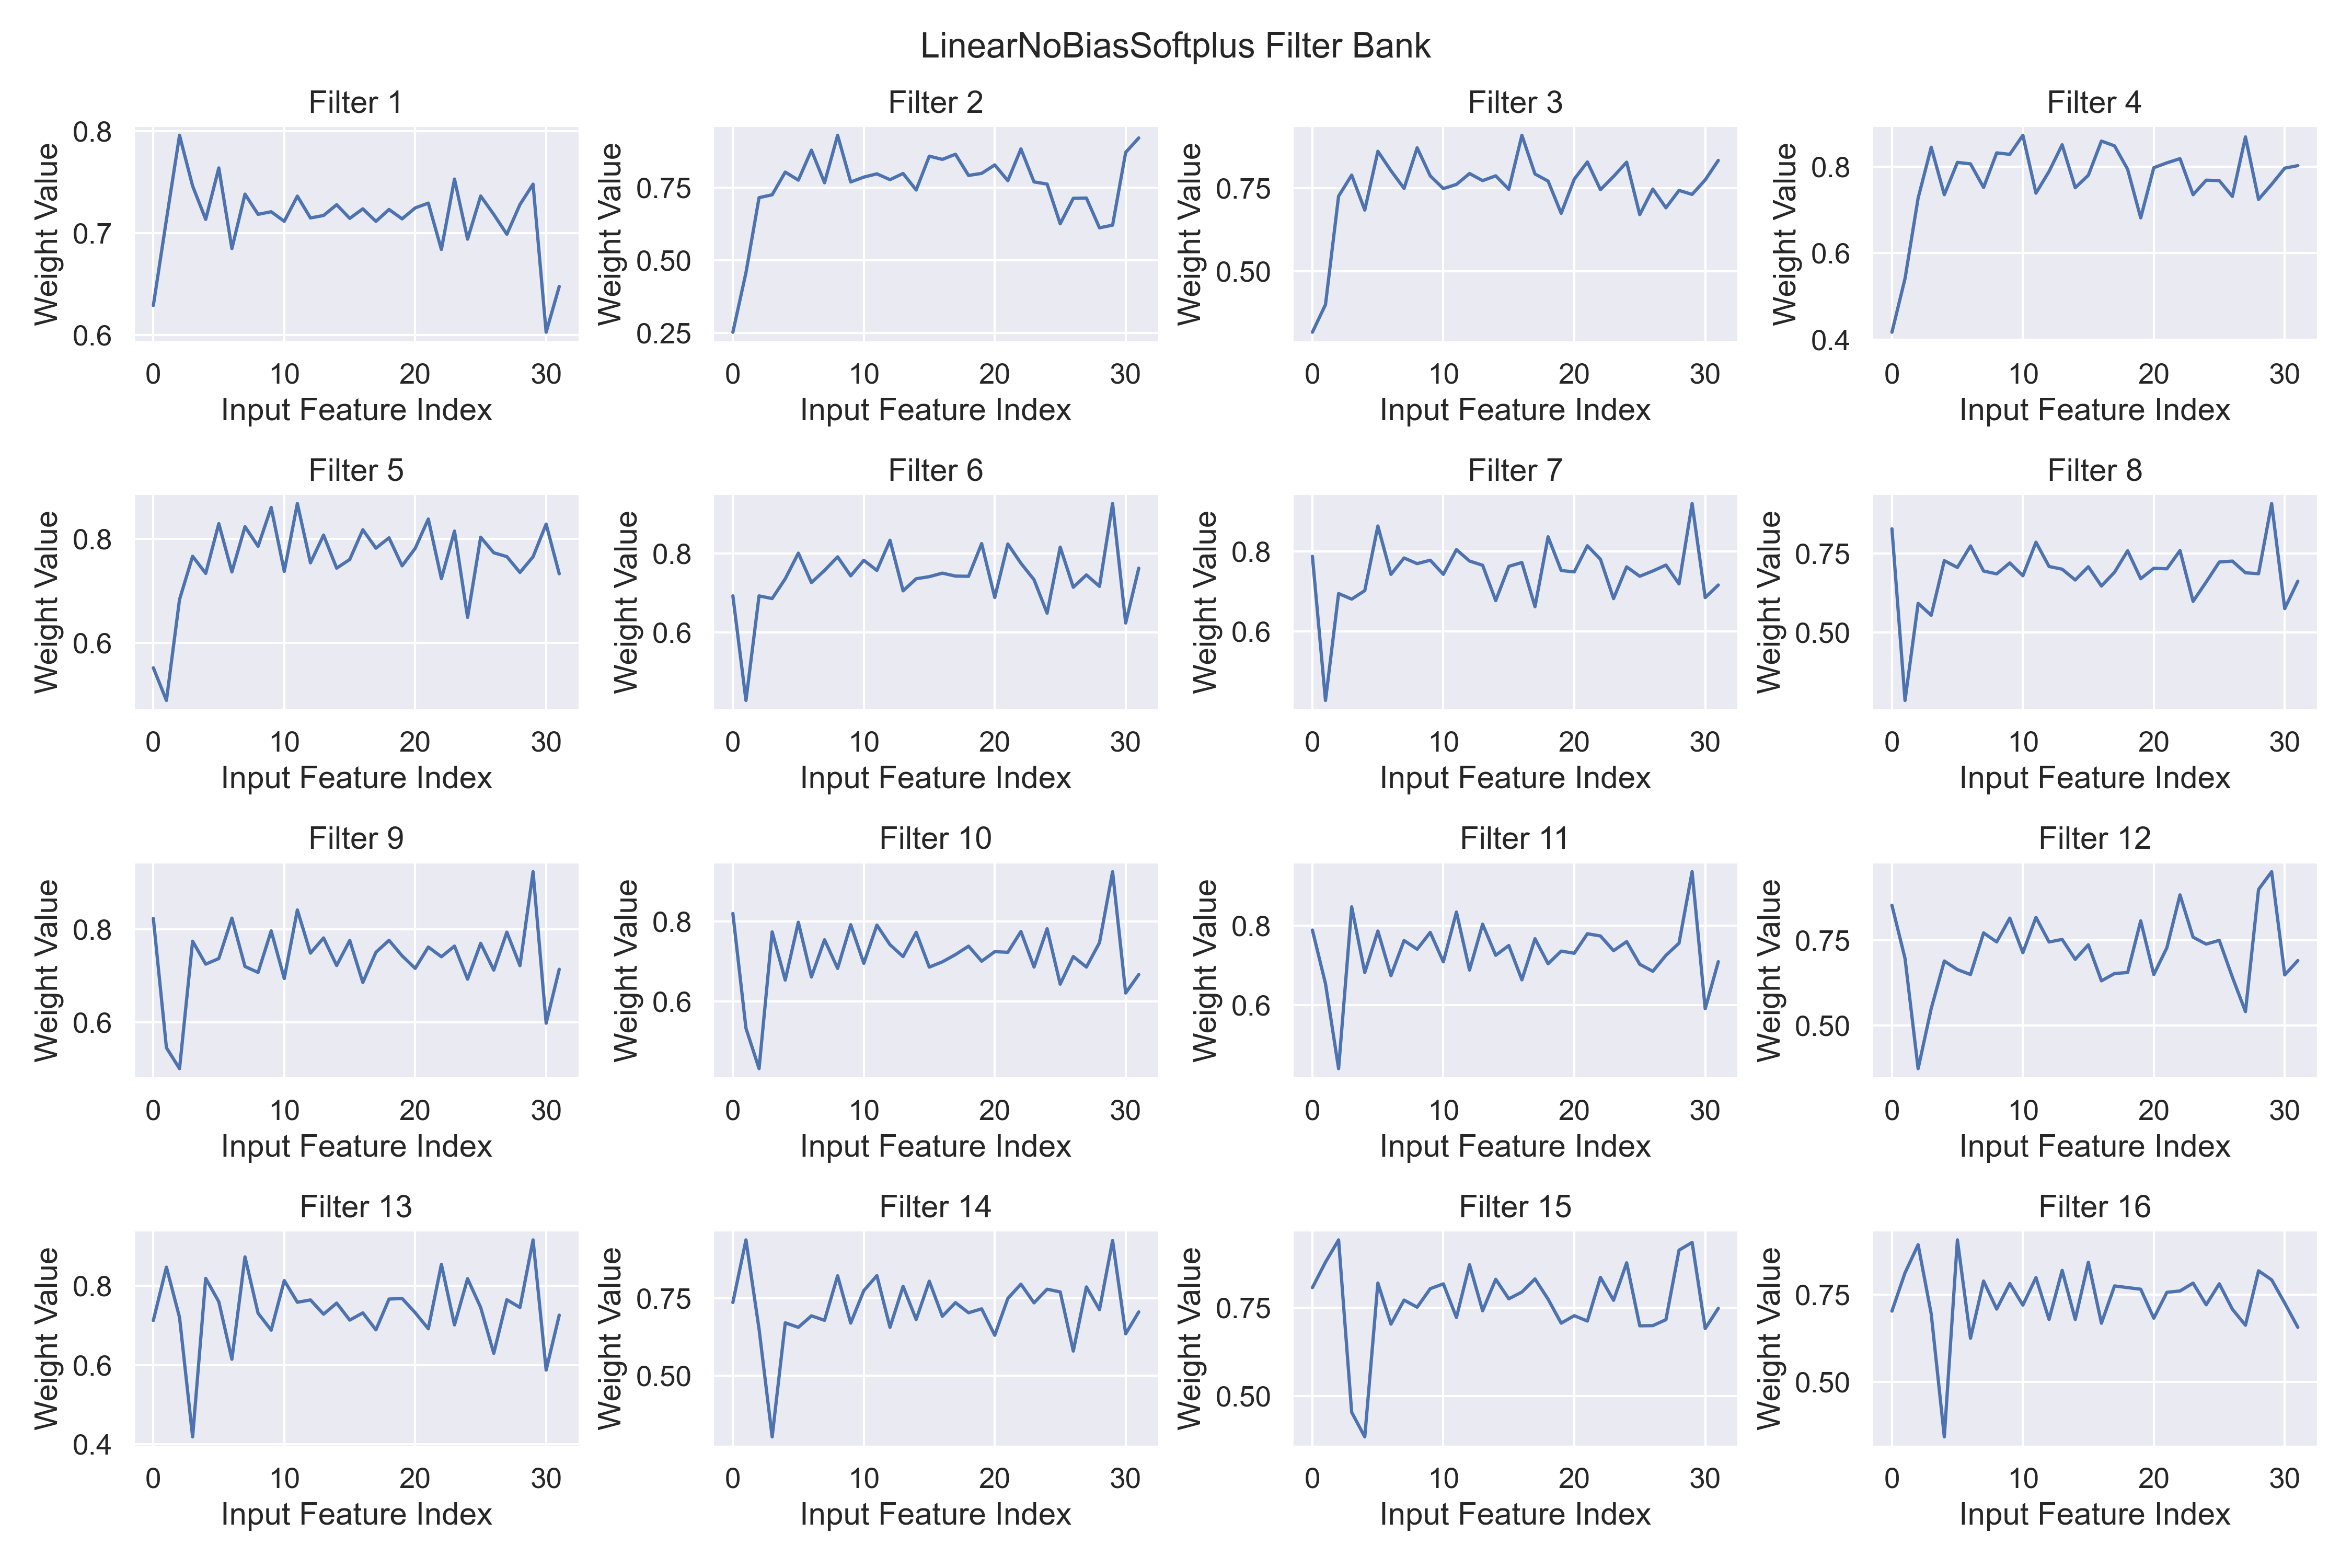 LinearNoBiasSoftplus Filter Bank
Filter 1
Weight Value
0.8
0.7
0.6
0 10 20 30
Input Feature Index
Filter 2
Weight Value
0.75
0.50
0.25
0 10 20 30
Input Feature Index
Filter 3
Weight Value
0.75
0.50
0 10 20 30
Input Feature Index
Filter 4
Weight Value
0.8
0.6
0.4
0 10 20 30
Input Feature Index
Filter 5
Weight Value
0.8
0.6
0 10 20 30
Input Feature Index
Filter 6
Weight Value
0.8
0.6
0 10 20 30
Input Feature Index
Filter 7
Weight Value
0.8
0.6
0 10 20 30
Input Feature Index
Filter 8
Weight Value
0.75
0.50
0 10 20 30
Input Feature Index
Filter 9
Weight Value
0.8
0.6
0 10 20 30
Input Feature Index
Filter 10
Weight Value
0.8
0.6
0 10 20 30
Input Feature Index
Filter 11
Weight Value
0.8
0.6
0 10 20 30
Input Feature Index
Filter 12
Weight Value
0.75
0.50
0 10 20 30
Input Feature Index
Filter 13
Weight Value
0.8
0.6
0.4
0 10 20 30
Input Feature Index
Filter 14
Weight Value
0.75
0.50
0 10 20 30
Input Feature Index
Filter 15
Weight Value
0.75
0.50
0 10 20 30
Input Feature Index
Filter 16
Weight Value
0.75
0.50
0 10 20 30
Input Feature Index